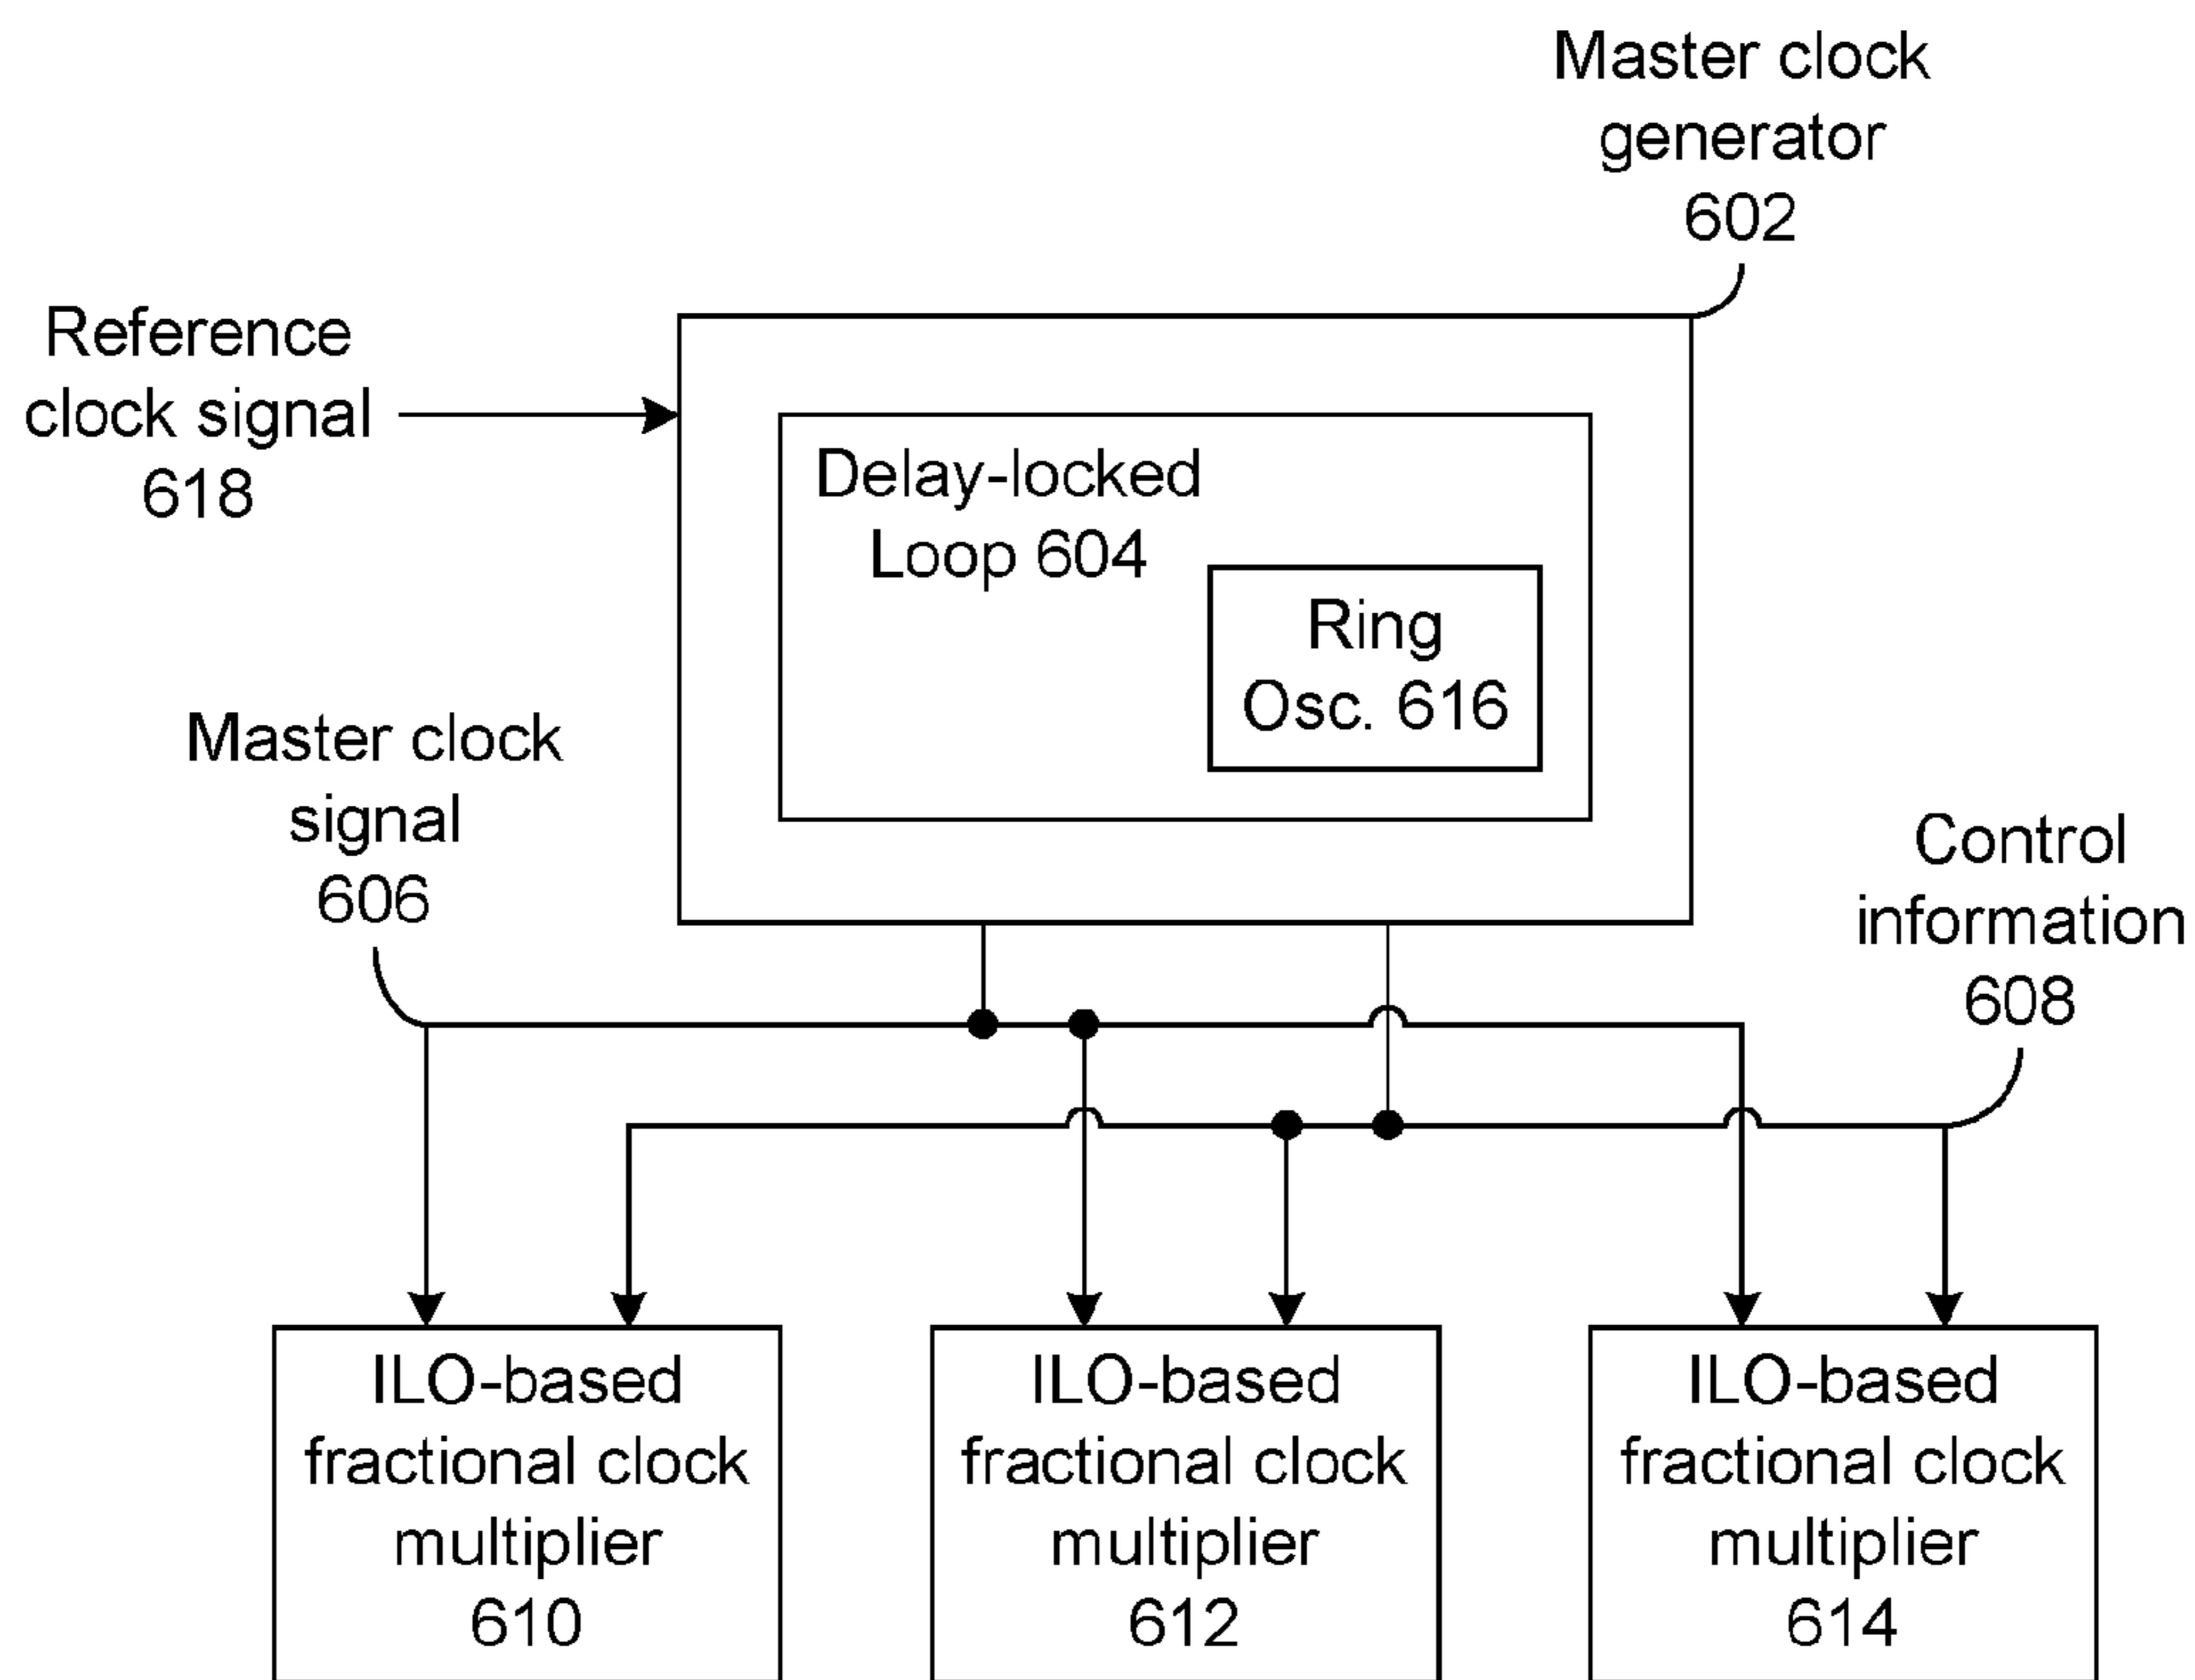 Master clock
generator
602
Reference
clock signal
618
Delay-locked
Loop 604
Ring
Osc. 616
Master clock
signal
606
Control
information
608
ILO-based
fractional clock
multiplier
610
ILO-based
fractional clock
multiplier
612
ILO-based
fractional clock
multiplier
614